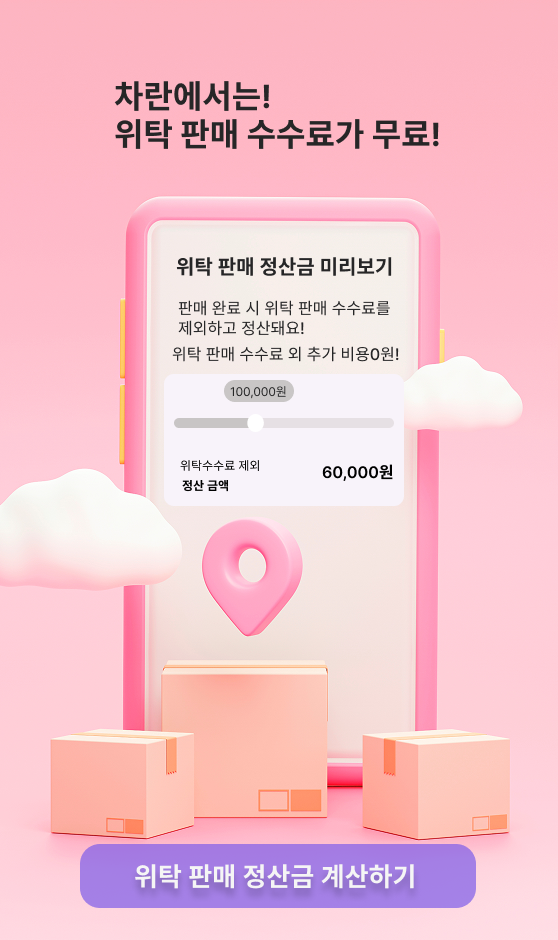 차란에서는!
위탁 판매 수수료가 무료!
위탁 판매 정산금 미리보기
판매 완료 시 위탁 판매 수수료를
제외하고 정산돼요!
위탁 판매 수수료 외 추가 비용0원!
100,000원
위탁수수료 제외
정산 금액
60,000원
위탁 판매 정산금 계산하기